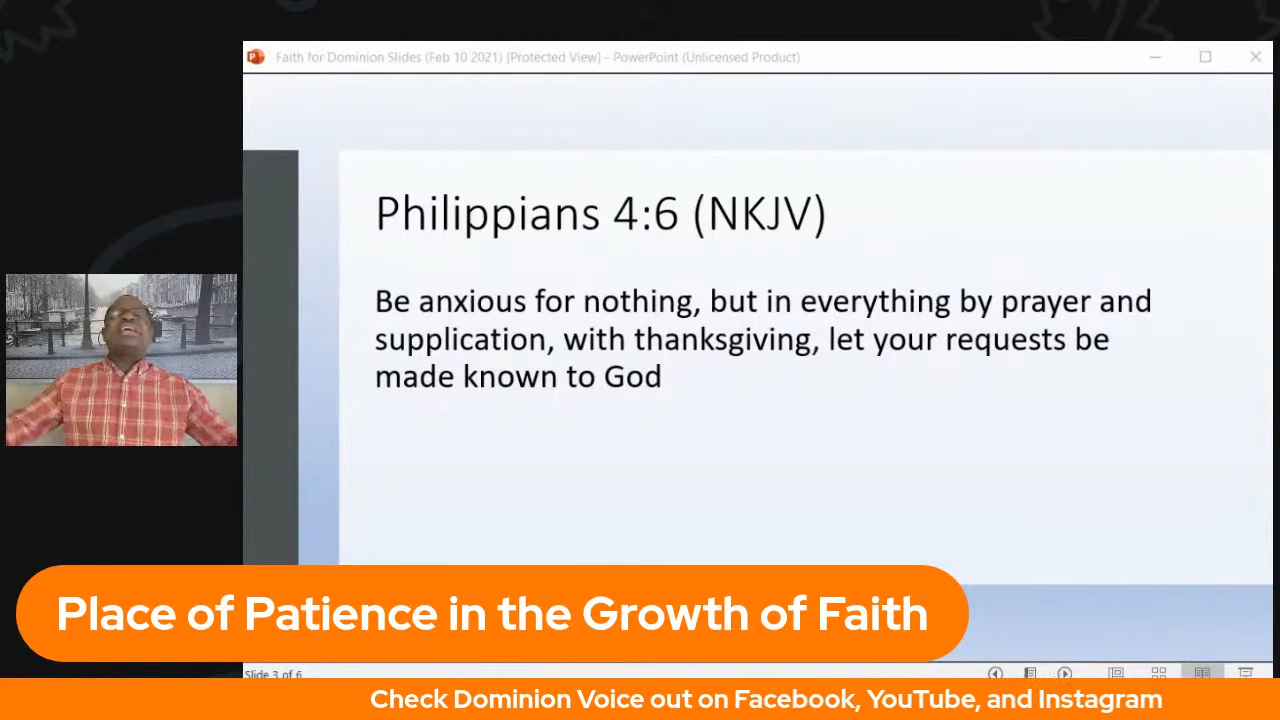 Faith for Dominion Slides (Feb 10 2021) [Protected View] - PowerPoint (Unlicensed Product)
Philippians 4:6 (NKJV)
Be anxious for nothing, but in everything by prayer and
supplication, with thanksgiving, let your requests be
made known to God
Place of Patience in the Growth of Faith
Slide 3 of 6
Check Dominion Voice out on Facebook, YouTube, and Instagram